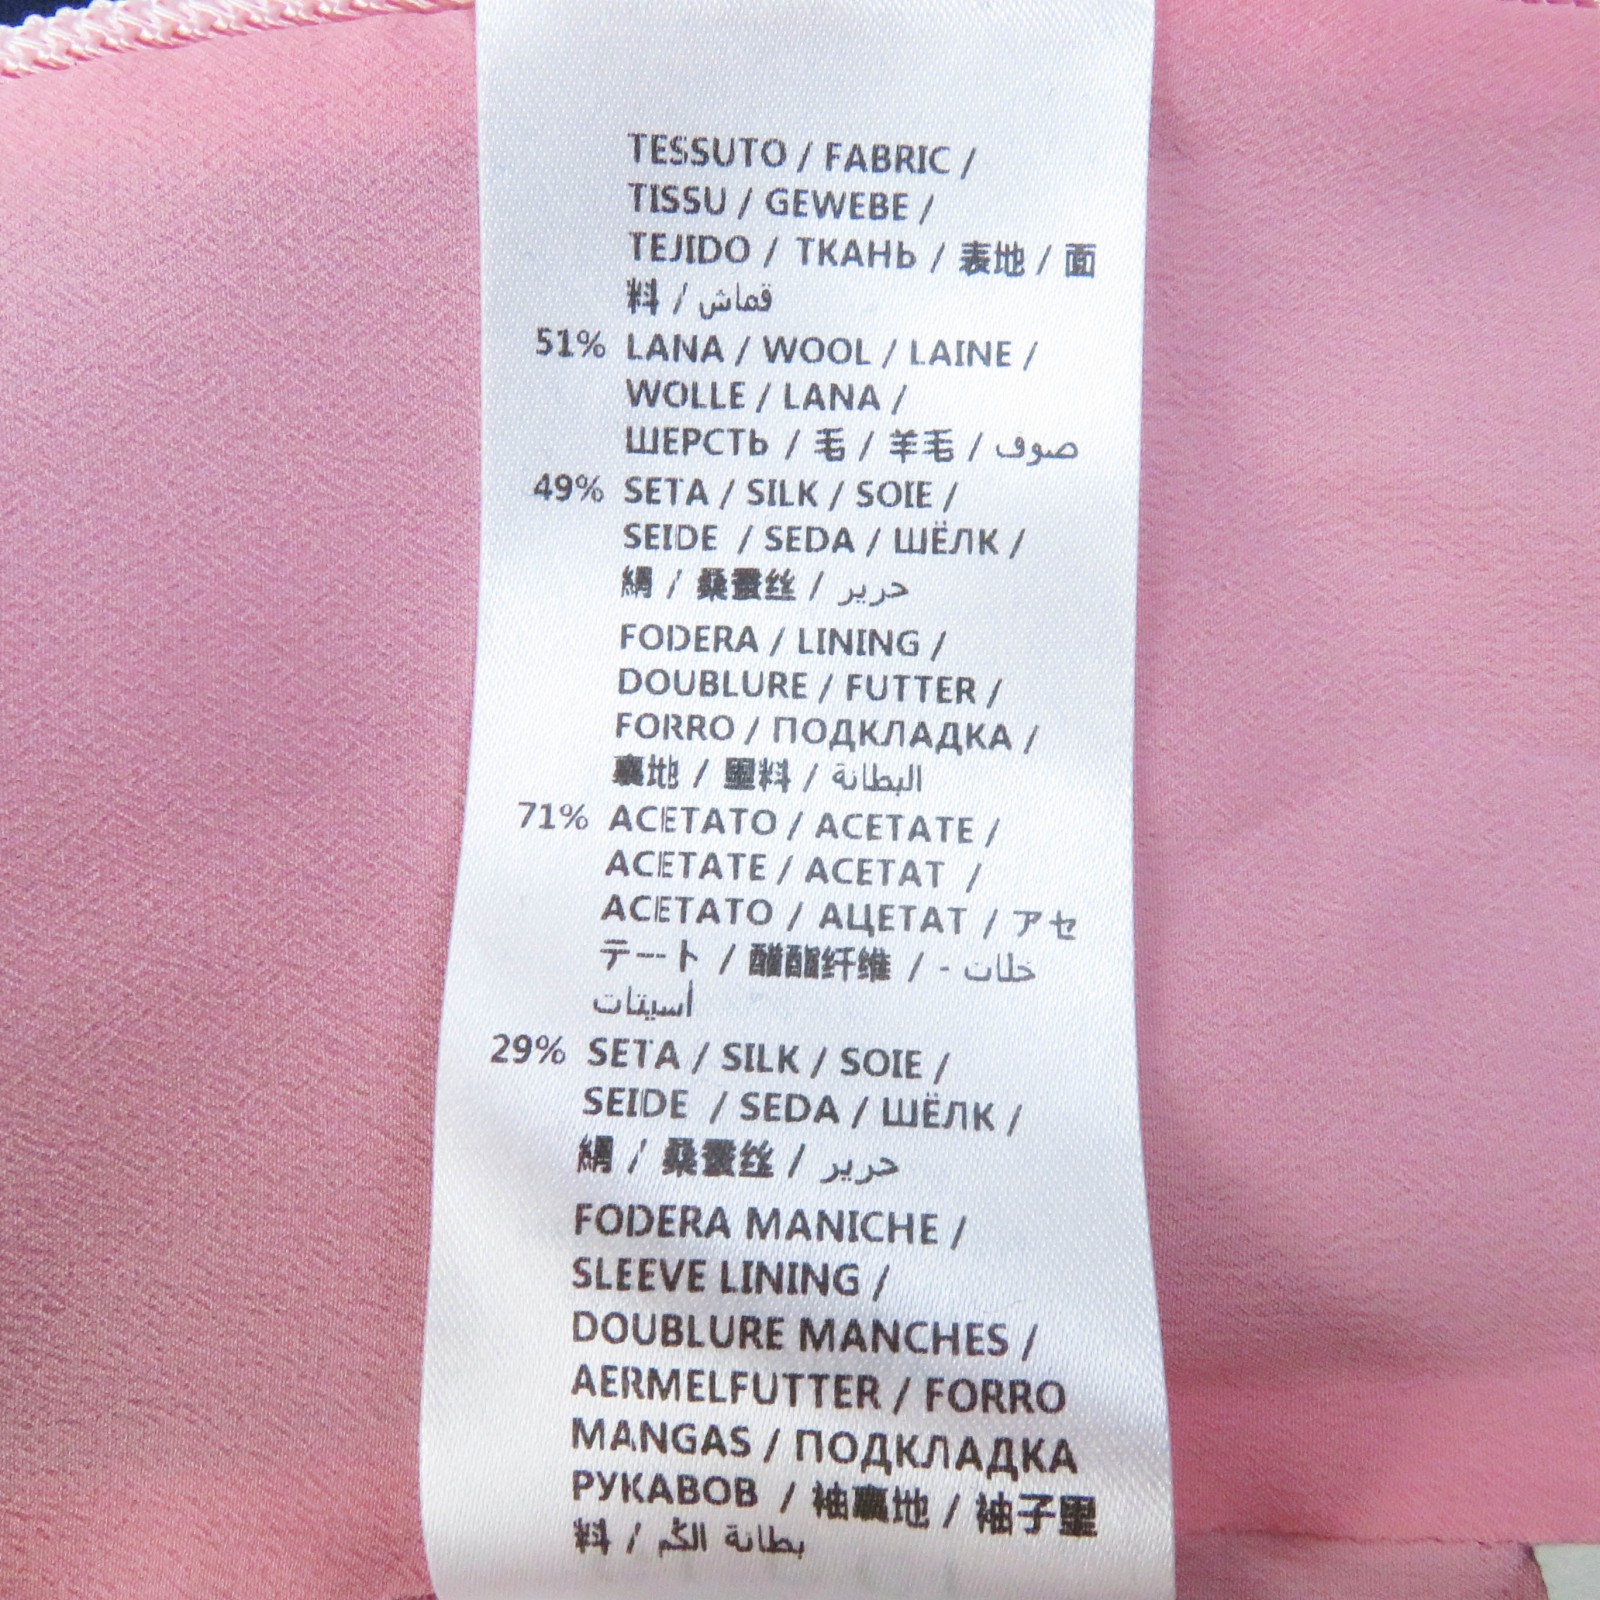 TESSUTO / FABRIC /
TISSU / GEWEBE /
TEJIDO / ТКАНЬ / 表地 / 面
料 / قماش
51% LANA / WOOL / LAINE /
WOLLE / LANA /
ШЕРСТЬ / 毛 / 羊毛 / صوف
49% SETA / SILK / SOIE /
SEIDE / SEDA / ШЁЛК /
絹 / 桑蚕丝 / حرير
FODERA / LINING /
DOUBLURE / FUTTER /
FORRO / ПОДКЛАДКА /
裏地 / 里料 / البطانة
71% ACETATO / ACETATE /
ACETATE / ACETAT /
ACETATO / АЦЕТАТ / アセ
テート / 醋酯纤维 / - خلات
أسيتات
29% SETA / SILK / SOIE /
SEIDE / SEDA / ШЁЛК /
絹 / 桑蚕丝 / حرير
FODERA MANICHE /
SLEEVE LINING /
DOUBLURE MANCHES /
AERMELFUTTER / FORRO
MANGAS / ПОДКЛАДКА
РУКАВОВ / 袖裏地 / 袖子里
料 / بطانة الكُم